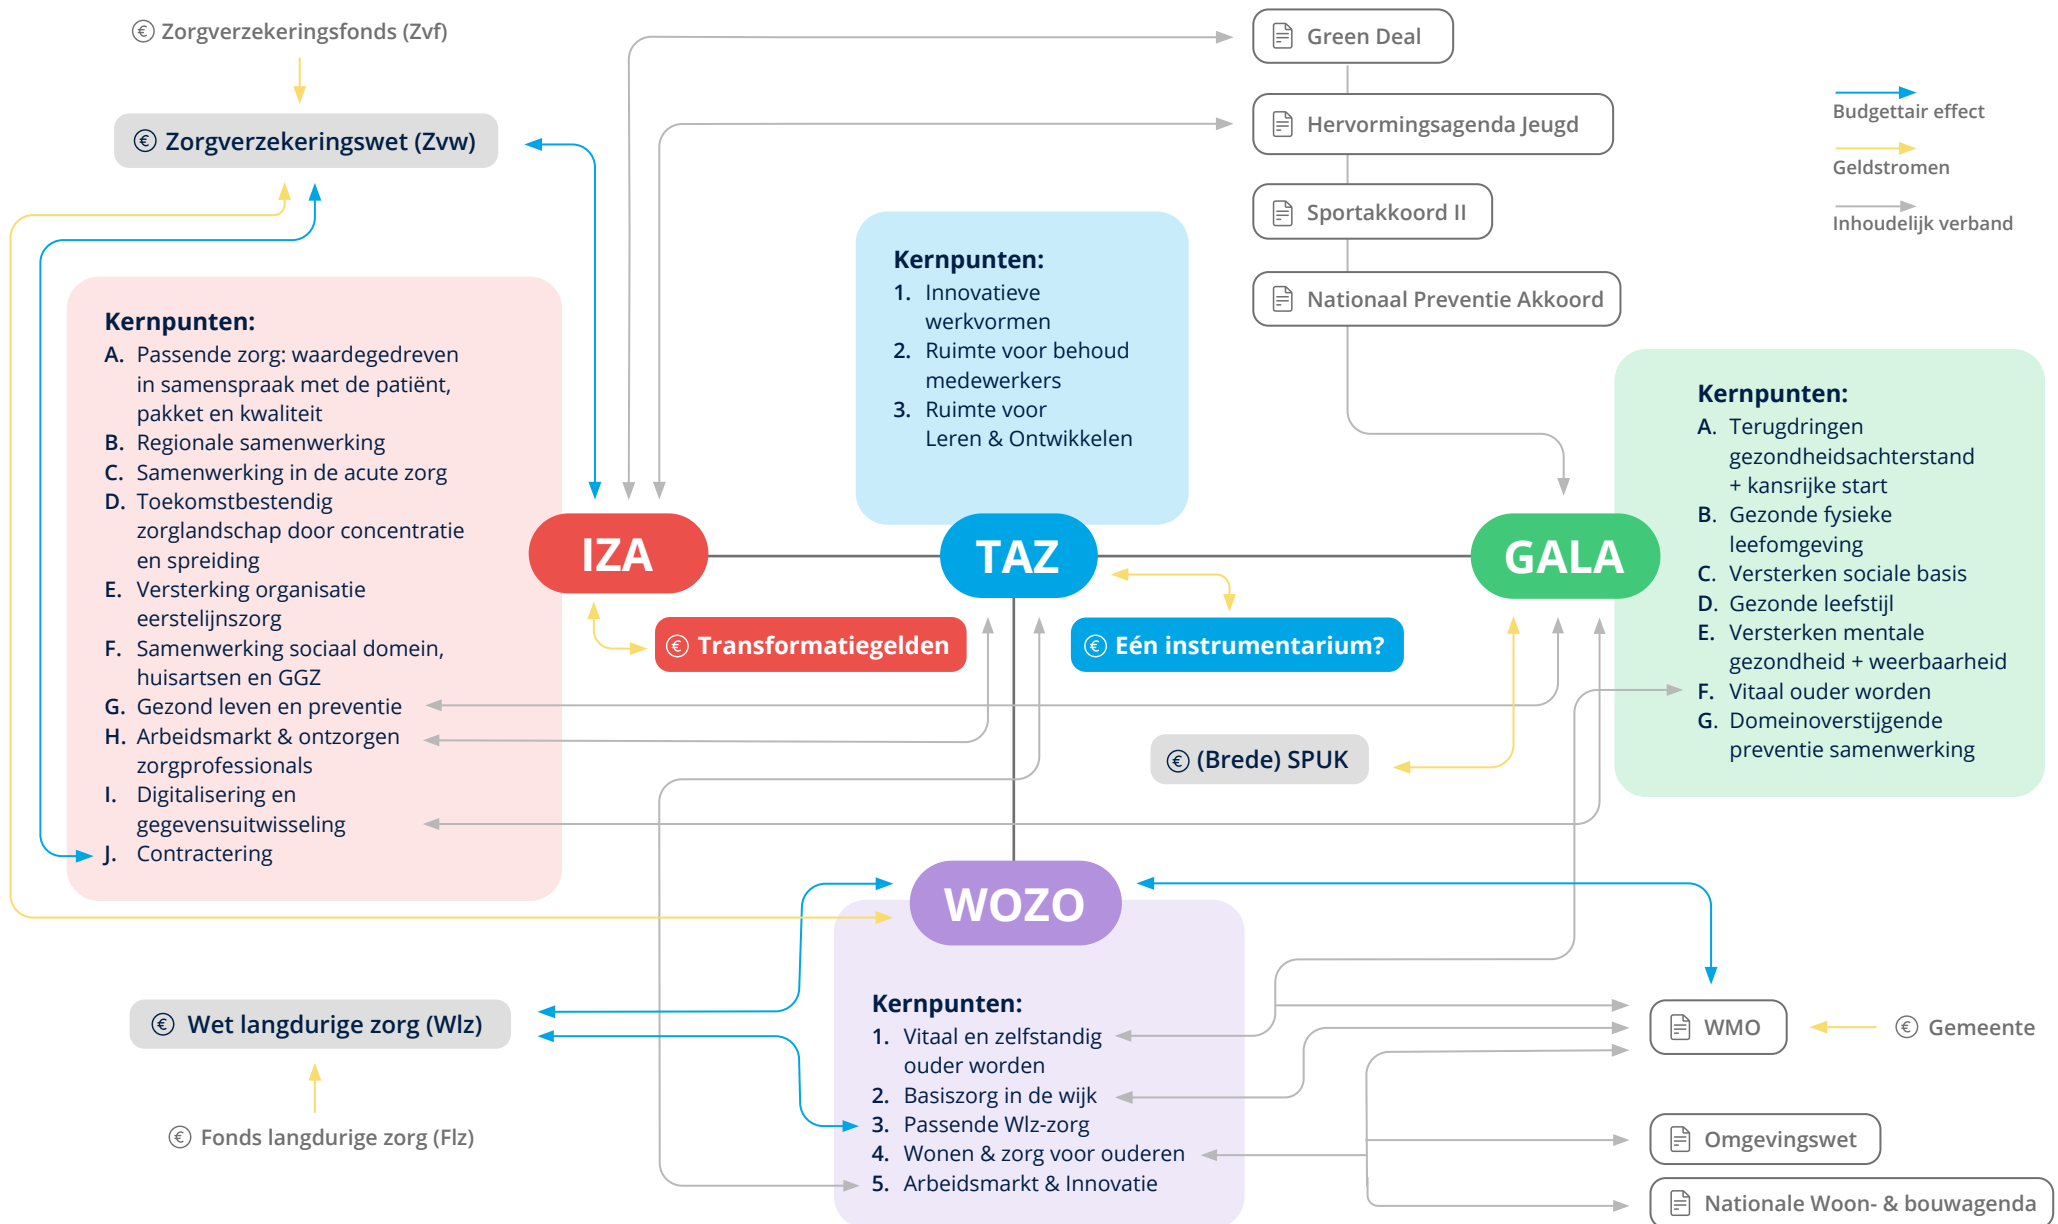 Zorgverzekeringsfonds (Zvf)
Zorgverzekeringswet (Zvw)
Green Deal
Hervormingsagenda Jeugd
Sportakkoord II
Nationaal Preventie Akkoord
Budgettair effect
Geldstromen
Inhoudelijk verband
Kernpunten:
A. Passende zorg: waardegedreven
in samenspraak met de patiënt,
pakket en kwaliteit
B. Regionale samenwerking
C. Samenwerking in de acute zorg
D. Toekomstbestendig
zorglandschap door concentratie
en spreiding
E. Versterking organisatie
eerstelijnszorg
F. Samenwerking sociaal domein,
huisartsen en GGZ
G. Gezond leven en preventie
H. Arbeidsmarkt & ontzorgen
zorgprofessionals
I. Digitalisering en
gegevensuitwisseling
J. Contractering
Kernpunten:
1. Innovatieve
werkvormen
2. Ruimte voor behoud
medewerkers
3. Ruimte voor
Leren & Ontwikkelen
Kernpunten:
A. Terugdringen
gezondheidsachterstand
+ kansrijke start
B. Gezonde fysieke
leefomgeving
C. Versterken sociale basis
D. Gezonde leefstijl
E. Versterken mentale
gezondheid + weerbaarheid
F. Vitaal ouder worden
G. Domeinoverstijgende
preventie samenwerking
IZA
TAZ
GALA
€ Transformatiegelden
€ Eén instrumentarium?
€ (Brede) SPUK
WOZO
Kernpunten:
1. Vitaal en zelfstandig
ouder worden
2. Basiszorg in de wijk
3. Passende Wlz-zorg
4. Wonen & zorg voor ouderen
5. Arbeidsmarkt & Innovatie
€ Wet langdurige zorg (Wlz)
€ Fonds langdurige zorg (Flz)
WMO
€ Gemeente
Omgevingswet
Nationale Woon- & bouwagenda